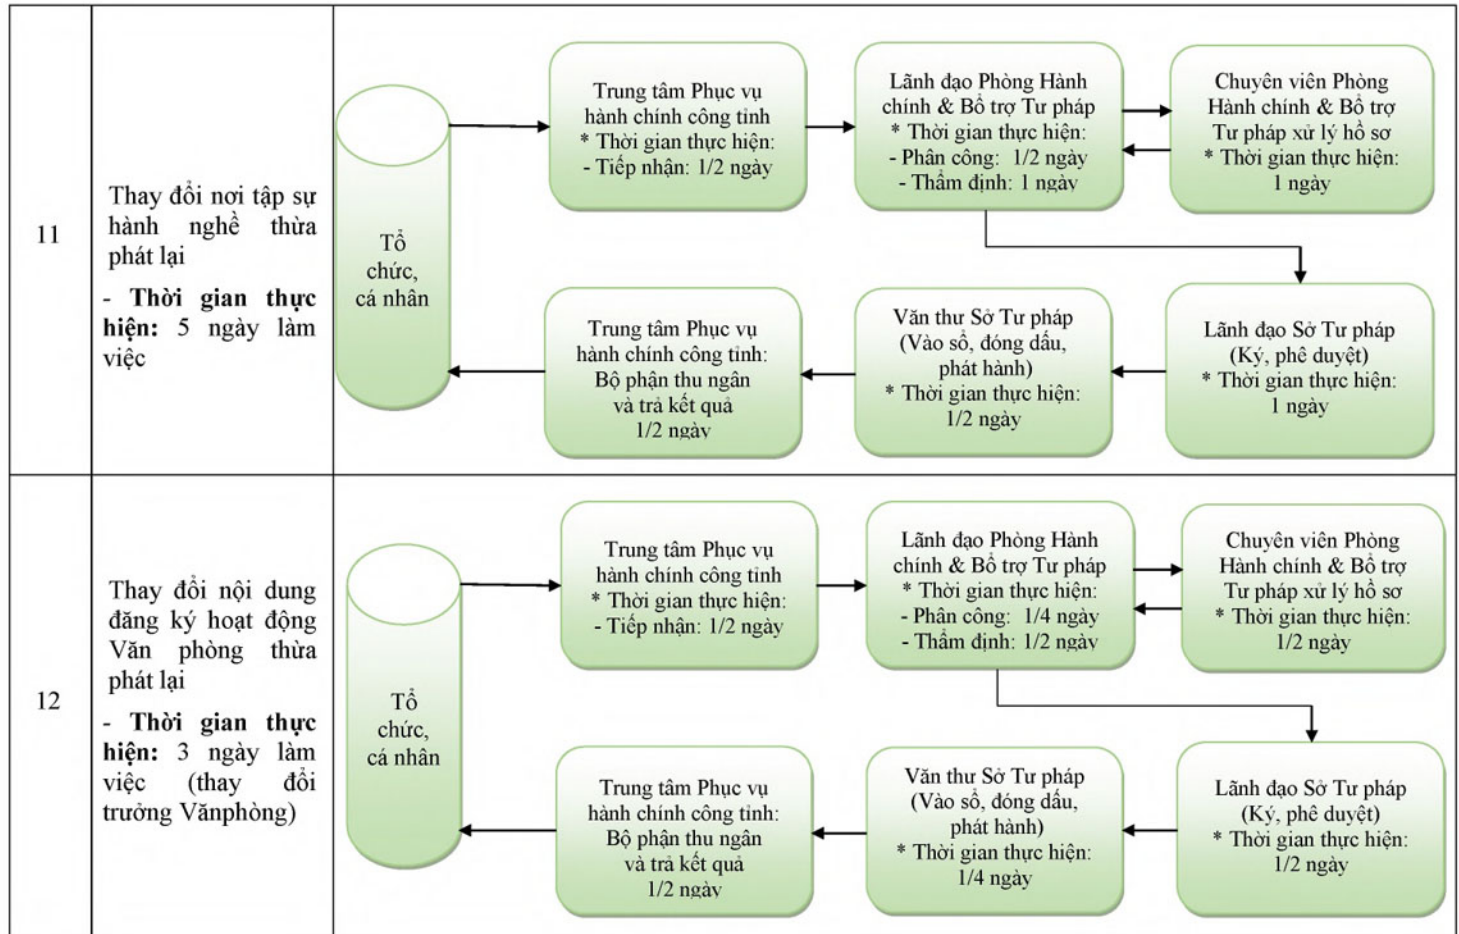 11
Thay đổi nơi tập sự
hành nghề thừa
phát lại
- Thời gian thực
hiện: 5 ngày làm
việc
Tổ
chức,
cá nhân
Trung tâm Phục vụ
hành chính công tỉnh
* Thời gian thực hiện:
- Tiếp nhận: 1/2 ngày
Lãnh đạo Phòng Hành
chính & Bổ trợ Tư pháp
* Thời gian thực hiện:
- Phân công: 1/2 ngày
- Thẩm định: 1 ngày
Chuyên viên Phòng
Hành chính & Bổ trợ
Tư pháp xử lý hồ sơ
* Thời gian thực hiện:
1 ngày
Trung tâm Phục vụ
hành chính công tỉnh:
Bộ phận thu ngân
và trả kết quả
1/2 ngày
Văn thư Sở Tư pháp
(Vào sổ, đóng dấu,
phát hành)
* Thời gian thực hiện:
1/2 ngày
Lãnh đạo Sở Tư pháp
(Ký, phê duyệt)
* Thời gian thực hiện:
1 ngày
12
Thay đổi nội dung
đăng ký hoạt động
Văn phòng thừa
phát lại
- Thời gian thực
hiện: 3 ngày làm
việc (thay đổi
trưởng Vănphòng)
Tổ
chức,
cá nhân
Trung tâm Phục vụ
hành chính công tỉnh
* Thời gian thực hiện:
- Tiếp nhận: 1/2 ngày
Lãnh đạo Phòng Hành
chính & Bổ trợ Tư pháp
* Thời gian thực hiện:
- Phân công: 1/4 ngày
- Thẩm định: 1/2 ngày
Chuyên viên Phòng
Hành chính & Bổ trợ
Tư pháp xử lý hồ sơ
* Thời gian thực hiện:
1/2 ngày
Trung tâm Phục vụ
hành chính công tỉnh:
Bộ phận thu ngân
và trả kết quả
1/2 ngày
Văn thư Sở Tư pháp
(Vào sổ, đóng dấu,
phát hành)
* Thời gian thực hiện:
1/4 ngày
Lãnh đạo Sở Tư pháp
(Ký, phê duyệt)
* Thời gian thực hiện:
1/2 ngày